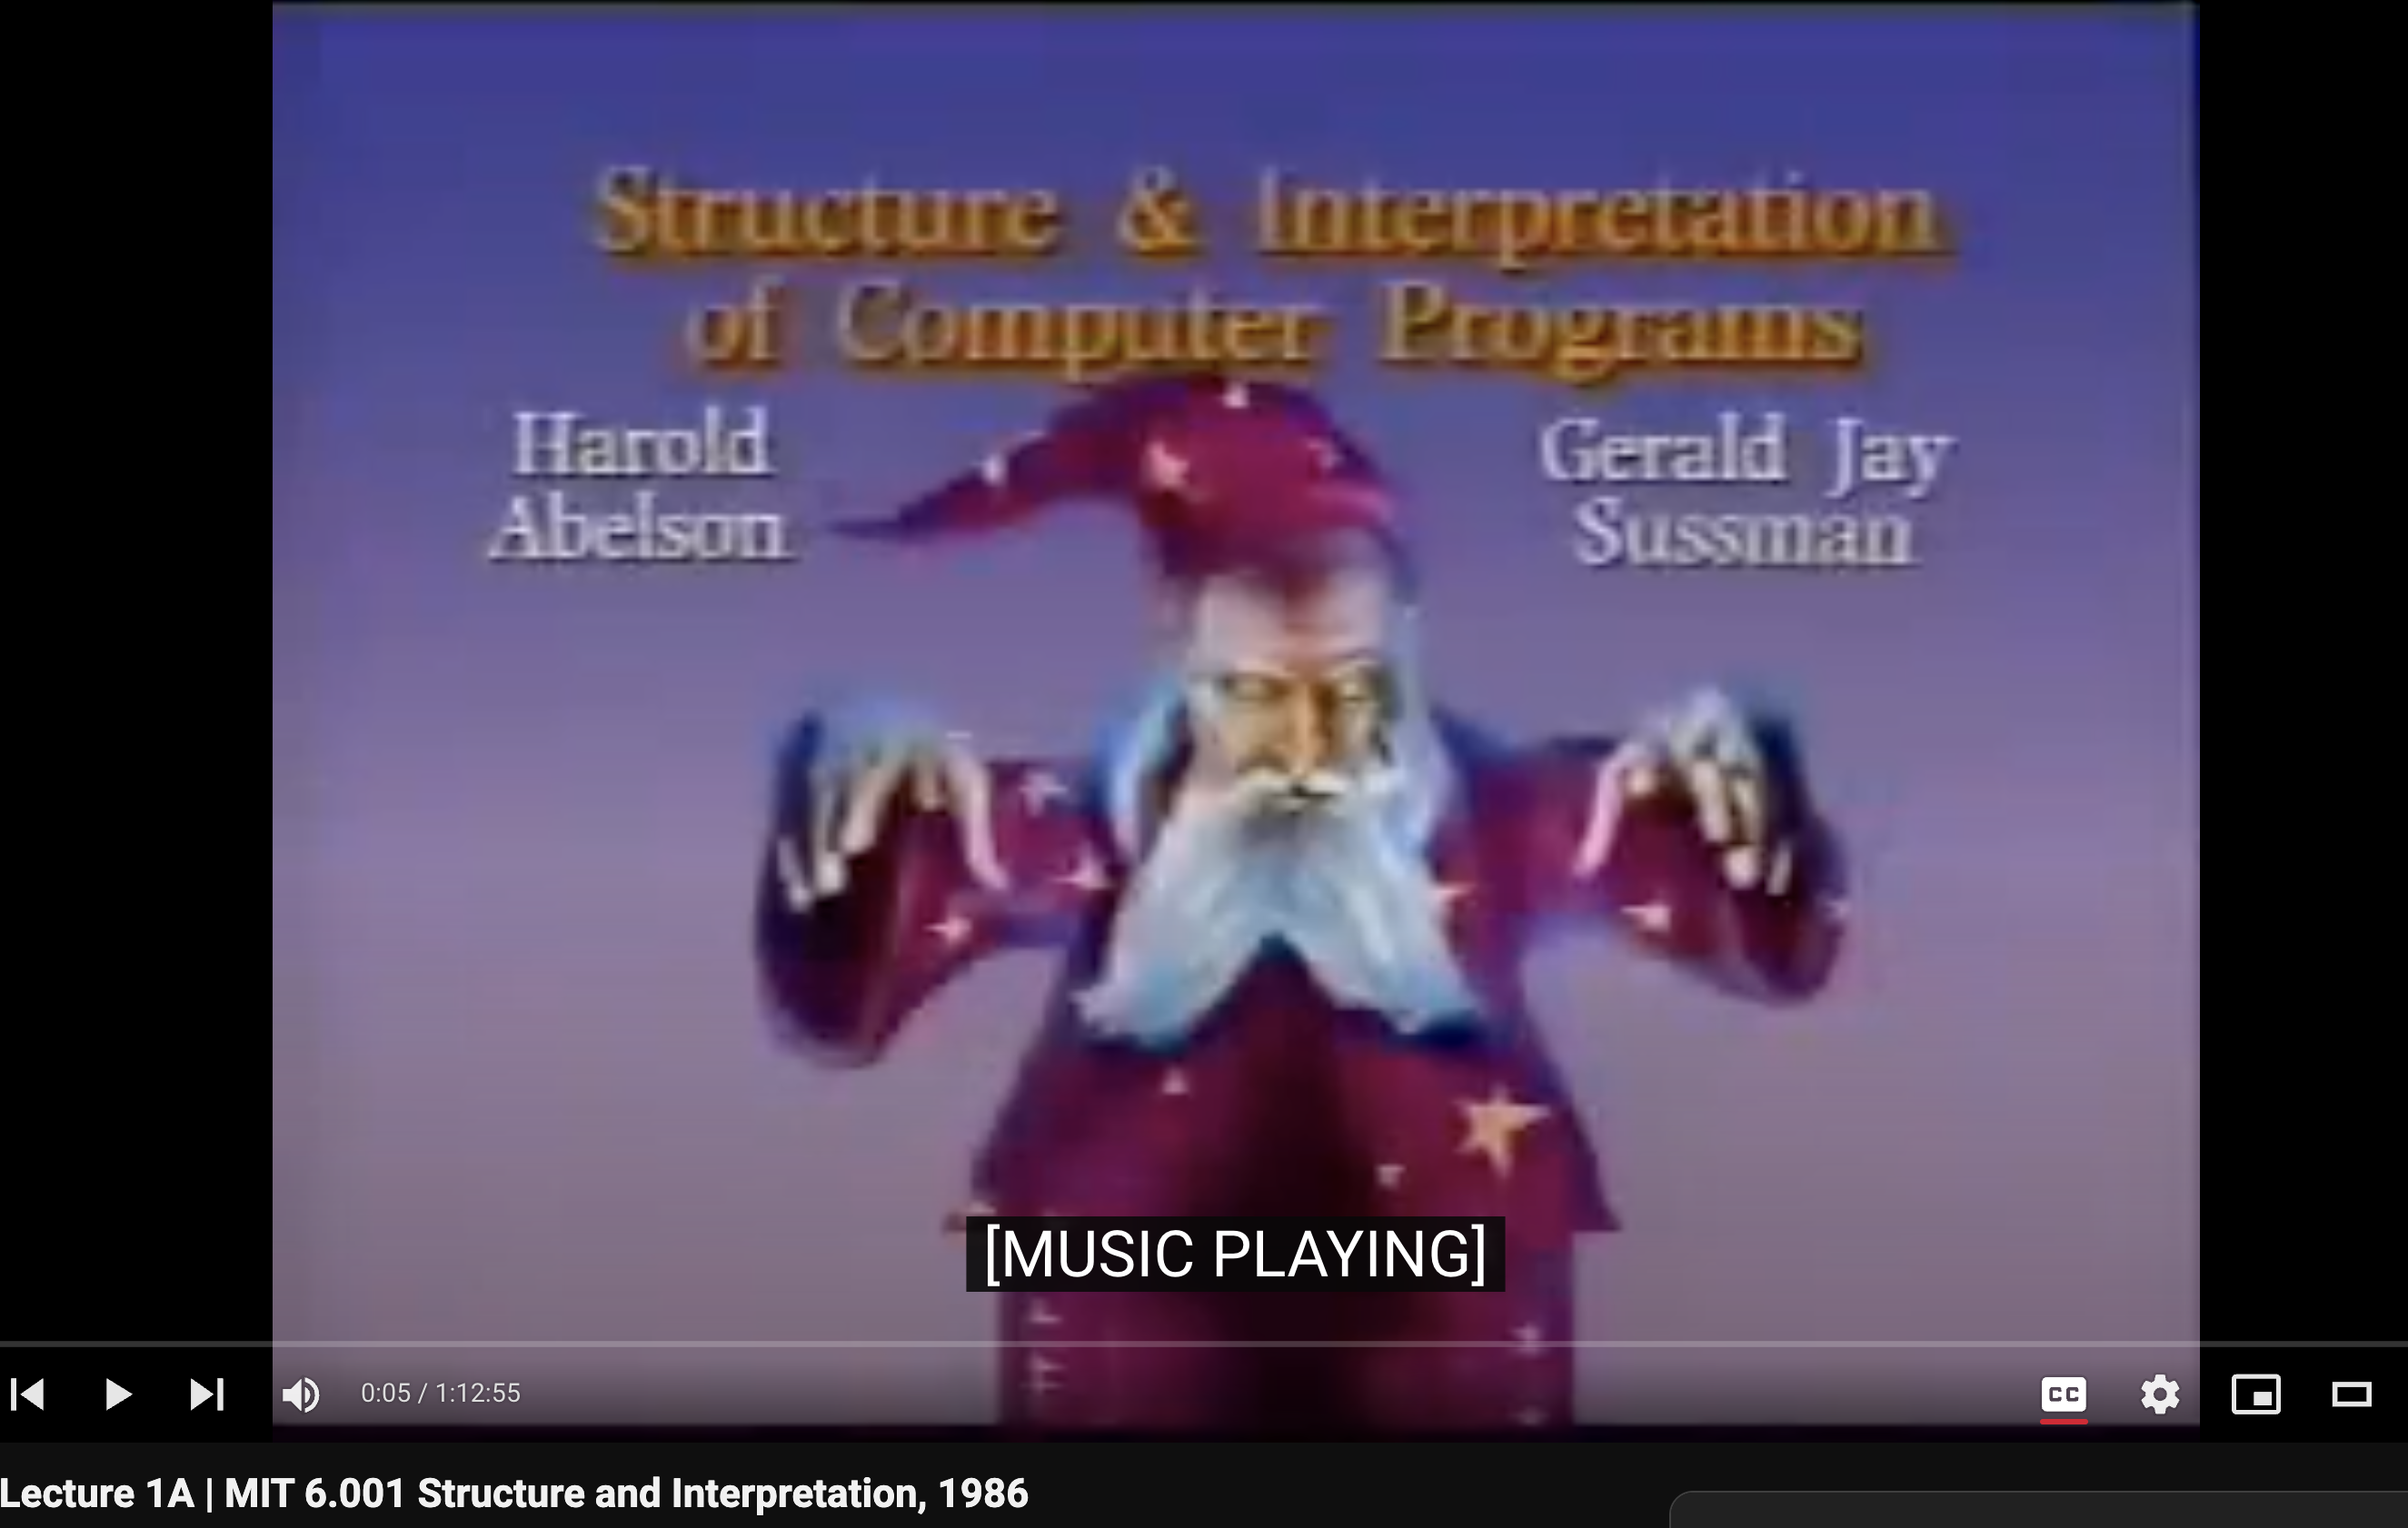 Structure & Interpretation
of Computer Programs
Harold
Abelson
Gerald Jay
Sussman
[MUSIC PLAYING]
0:05 / 1:12:55
CC
Lecture 1A | MIT 6.001 Structure and Interpretation, 1986